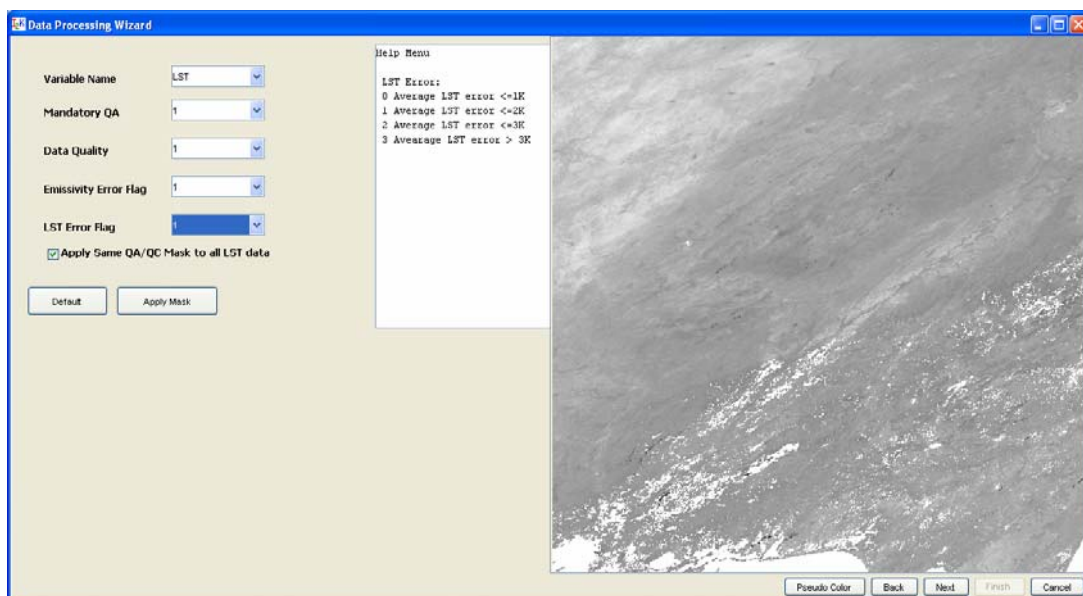 Data Processing Wizard
Variable Name LST
Mandatory QA 1
Data Quality 1
Emissivity Error Flag 1
LST Error Flag 1
Apply Same QA/QC Mask to all LST data
Default Apply Mask
Help Menu
LST Error:
0 Average LST error <=1K
1 Average LST error <=2K
2 Average LST error <=3K
3 Avearage LST error > 3K
Pseudo Color Back Next Finish Cancel